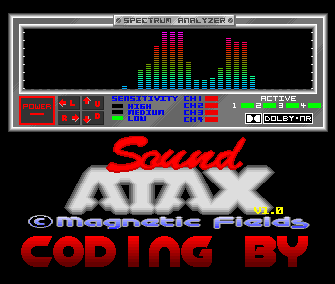 SPECTRUM ANALYZER
POWER
L U
R D
SENSITIVITY
HIGH
MEDIUM
LOW
CH1
CH2
CH3
CH4
ACTIVE
1 2 3 4
DOLBY·NR
Sound
ATAX
V1.0
© Magnetic Fields
CODING BY